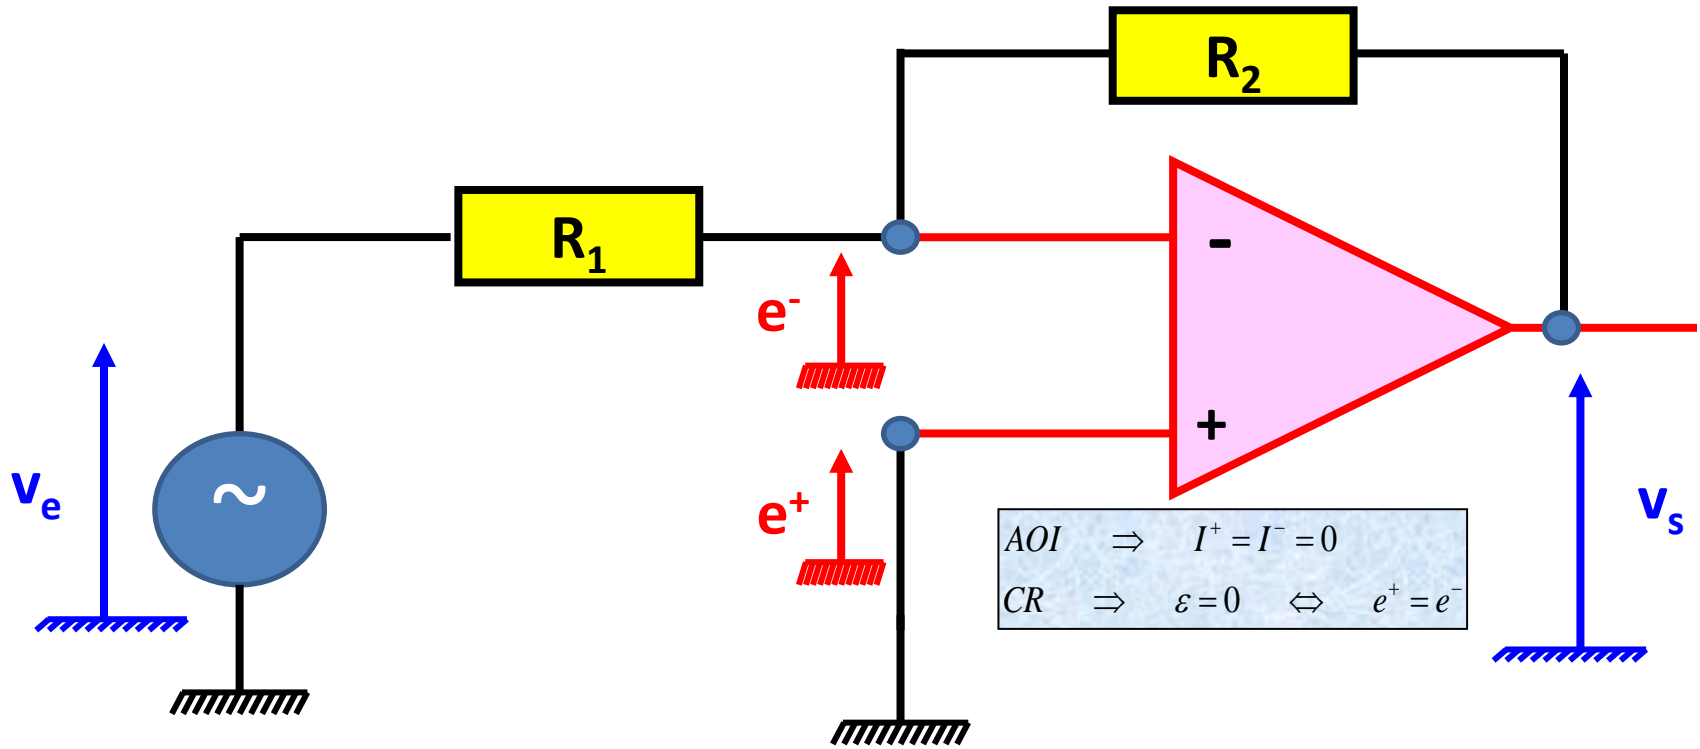 R₂
R₁
-
e⁻
+
~
vₑ
e⁺
vₛ
AOI ⇒ I⁺ = I⁻ = 0
CR ⇒ ε = 0 ⇔ e⁺ = e⁻